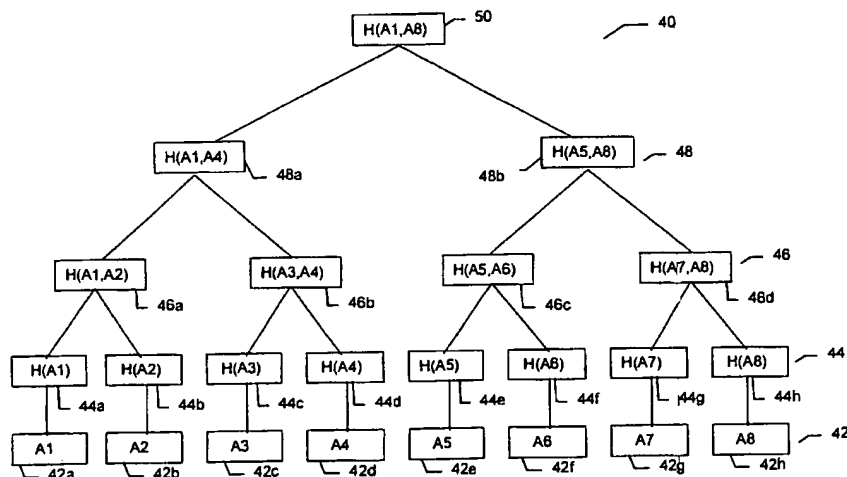 50
H(A1,A8)
40
H(A1,A4)
48a
48b
H(A5,A8)
48
H(A1,A2)
46a
H(A3,A4)
46b
H(A5,A6)
46c
H(A7,A8)
46
46d
H(A1)
44a
H(A2)
44b
H(A3)
44c
H(A4)
44d
H(A5)
44e
H(A6)
44f
H(A7)
44g
H(A8)
44h
44
A1
42a
A2
42b
A3
42c
A4
42d
A5
42e
A6
42f
A7
42g
A8
42h
42